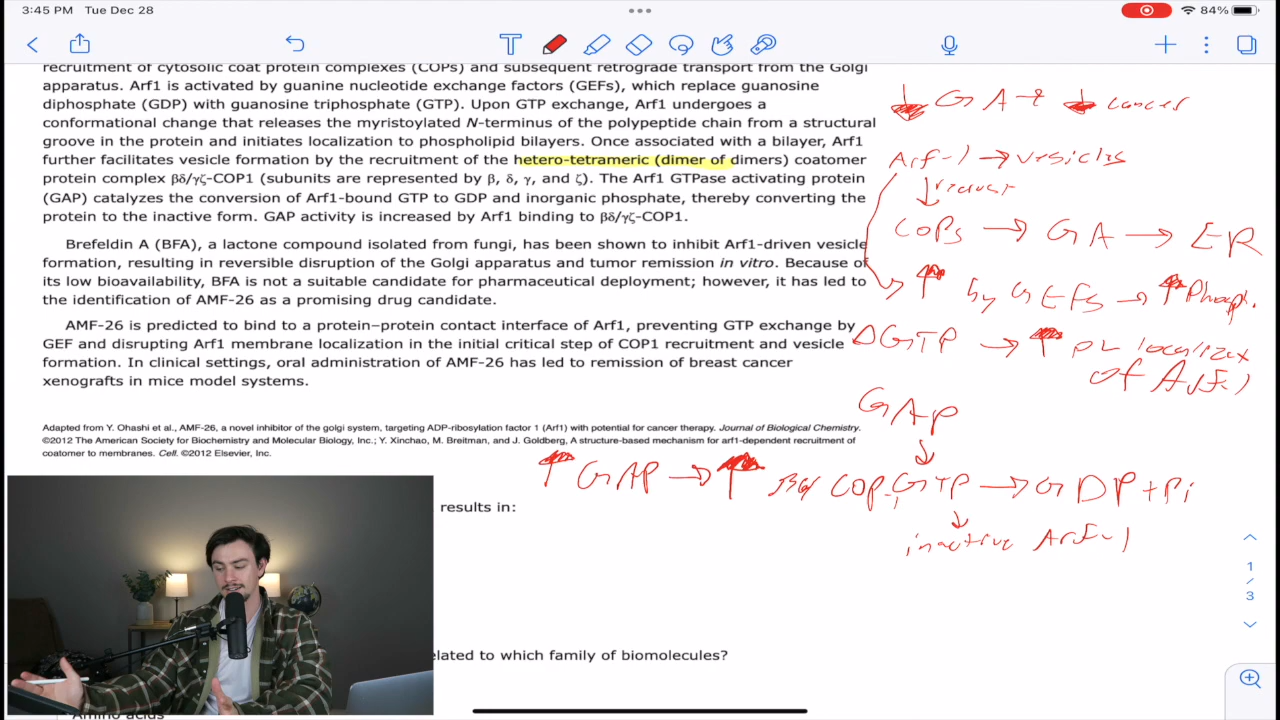 3:45 PM Tue Dec 28
84%
recruitment of cytosolic coat protein complexes (COPs) and subsequent retrograde transport from the Golgi
apparatus. Arf1 is activated by guanine nucleotide exchange factors (GEFs), which replace guanosine
diphosphate (GDP) with guanosine triphosphate (GTP). Upon GTP exchange, Arf1 undergoes a
conformational change that releases the myristoylated N-terminus of the polypeptide chain from a structural
groove in the protein and initiates localization to phospholipid bilayers. Once associated with a bilayer, Arf1
further facilitates vesicle formation by the recruitment of the hetero-tetrameric (dimer of dimers) coatomer
protein complex βδ/γζ-COP1 (subunits are represented by β, δ, γ, and ζ). The Arf1 GTPase activating protein
(GAP) catalyzes the conversion of Arf1-bound GTP to GDP and inorganic phosphate, thereby converting the
protein to the inactive form. GAP activity is increased by Arf1 binding to βδ/γζ-COP1.
Brefeldin A (BFA), a lactone compound isolated from fungi, has been shown to inhibit Arf1-driven vesicle
formation, resulting in reversible disruption of the Golgi apparatus and tumor remission in vitro. Because of
its low bioavailability, BFA is not a suitable candidate for pharmaceutical deployment; however, it has led to
the identification of AMF-26 as a promising drug candidate.
AMF-26 is predicted to bind to a protein–protein contact interface of Arf1, preventing GTP exchange by
GEF and disrupting Arf1 membrane localization in the initial critical step of COP1 recruitment and vesicle
formation. In clinical settings, oral administration of AMF-26 has led to remission of breast cancer
xenografts in mice model systems.
Adapted from Y. Ohashi et al., AMF-26, a novel inhibitor of the golgi system, targeting ADP-ribosylation factor 1 (Arf1) with potential for cancer therapy. Journal of Biological Chemistry.
©2012 The American Society for Biochemistry and Molecular Biology, Inc.; Y. Xinchao, M. Breitman, and J. Goldberg, A structure-based mechanism for arf1-dependent recruitment of
coatomer to membranes. Cell. ©2012 Elsevier, Inc.
results in:
elated to which family of biomolecules?
Amino acids
↓ GA → ↓ cancer
Arf-1 → vesicles
↓
COPs → GA → ER
↑ by GEFs → ↑ Phosph.
GTP → ↑
of Arf-1
GAP
↓
↑ GAP → ↑ COP-1
GTP → GDP + Pi
↓
inactive Arf-1
1
3